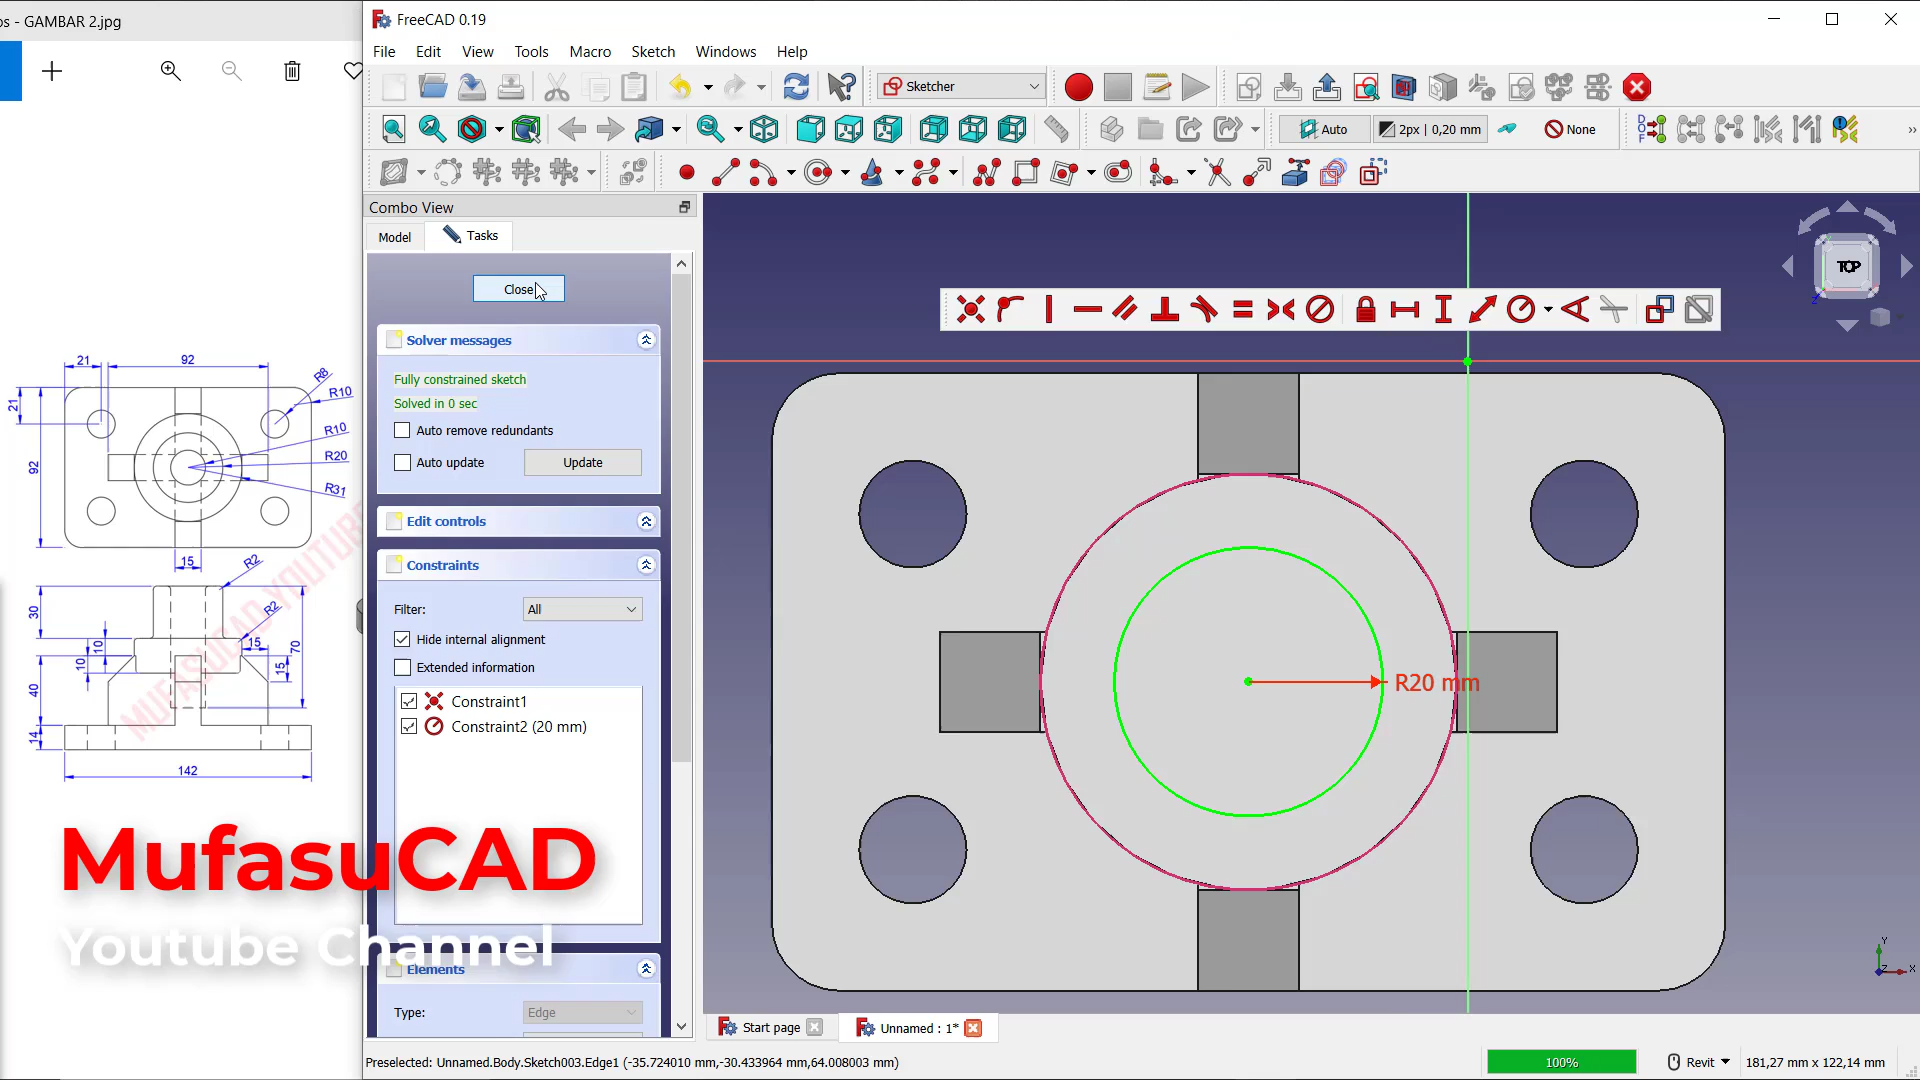 os - GAMBAR 2.jpg
FreeCAD 0.19
File Edit View Tools Macro Sketch Windows Help
Sketcher
Auto
2px | 0,20 mm
None
Combo View
Model
Tasks
Close
Solver messages
Fully constrained sketch
Solved in 0 sec
Auto remove redundants
Auto update
Update
Edit controls
Constraints
Filter:
All
Hide internal alignment
Extended information
Constraint1
Constraint2 (20 mm)
Elements
Type:
Edge
TOP
R20 mm
21
92
R8
R10
21
R10
R20
92
R31
15
R2
R2
30
10
15
10
70
15
40
14
142
MUFASUCAD.YOUTUBE
MufasuCAD
Youtube Channel
Y
Z
X
Z
Start page
Unnamed : 1*
Preselected: Unnamed.Body.Sketch003.Edge1 (-35.724010 mm,-30.433964 mm,64.008003 mm)
100%
Revit
181,27 mm x 122,14 mm